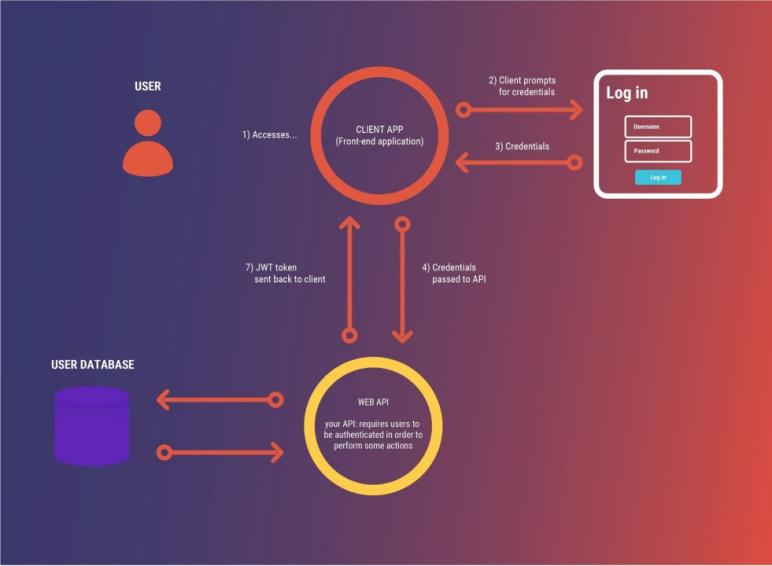 USER
1) Accesses...
CLIENT APP
(Front-end application)
2) Client prompts
for credentials
3) Credentials
Log in
Username
Password
Log in
7) JWT token
sent back to client
4) Credentials
passed to API
USER DATABASE
WEB API
your API: requires users to
be authenticated in order to
perform some actions